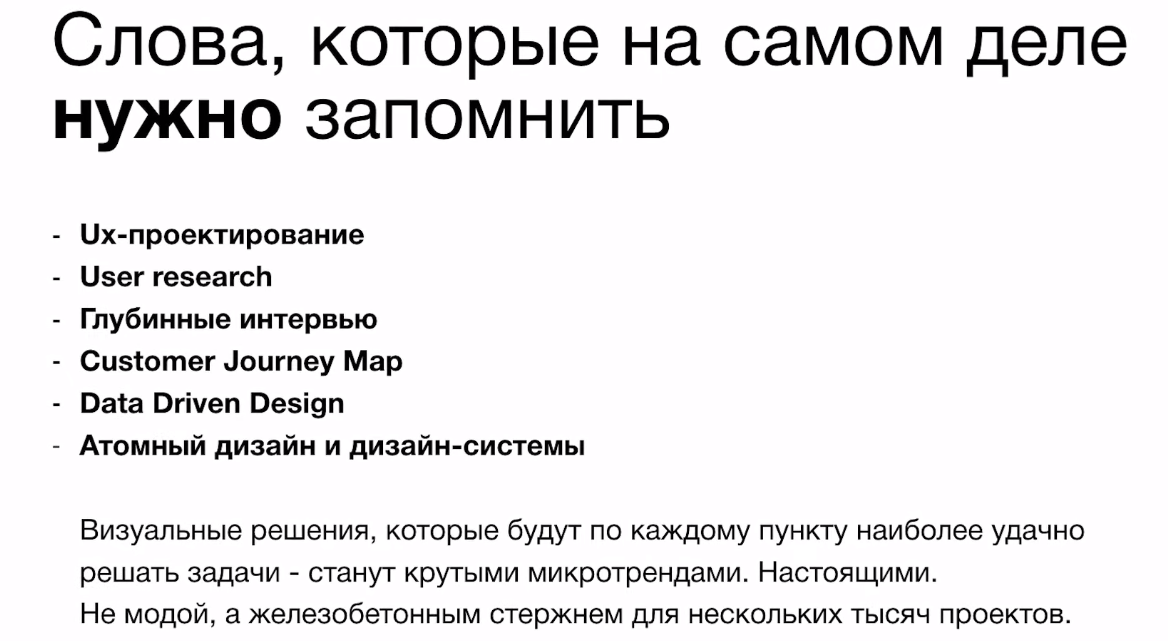 Слова, которые на самом деле
нужно запомнить
- Ux-проектирование
- User research
- Глубинные интервью
- Customer Journey Map
- Data Driven Design
- Атомный дизайн и дизайн-системы
Визуальные решения, которые будут по каждому пункту наиболее удачно
решать задачи - станут крутыми микротрендами. Настоящими.
Не модой, а железобетонным стержнем для нескольких тысяч проектов.